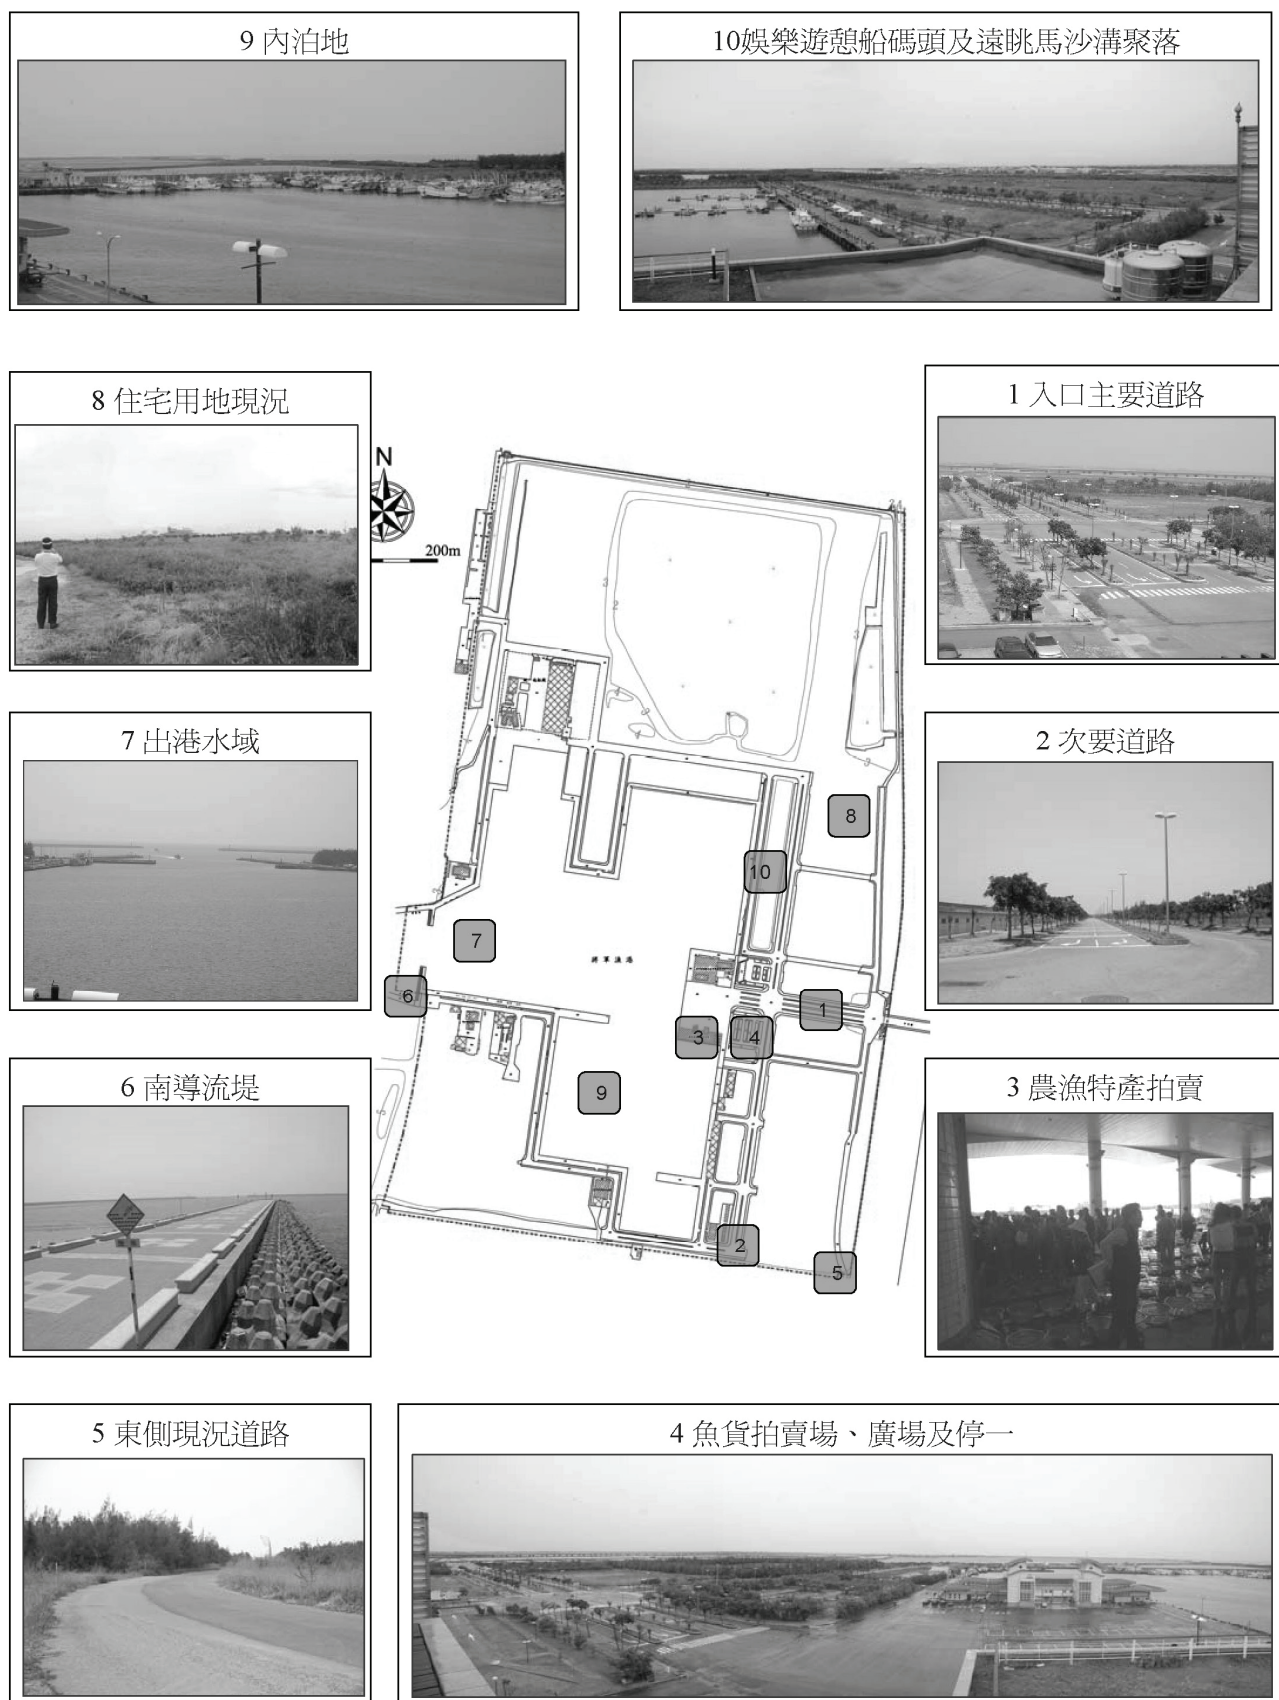 9 內泊地
10娛樂遊憩船碼頭及遠眺馬沙溝聚落
8 住宅用地現況
1 入口主要道路
N
200m
7 出港水域
2 次要道路
8
10
7
將軍漁港
6
1
3
4
9
6 南導流堤
3 農漁特產拍賣
2
5
5 東側現況道路
4 魚貨拍賣場、廣場及停一